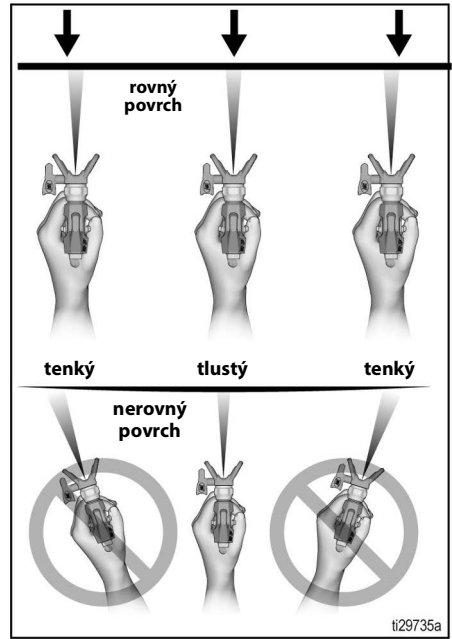 rovný
povrch
tenký tlustý tenký
nerovný
povrch
ti29735a